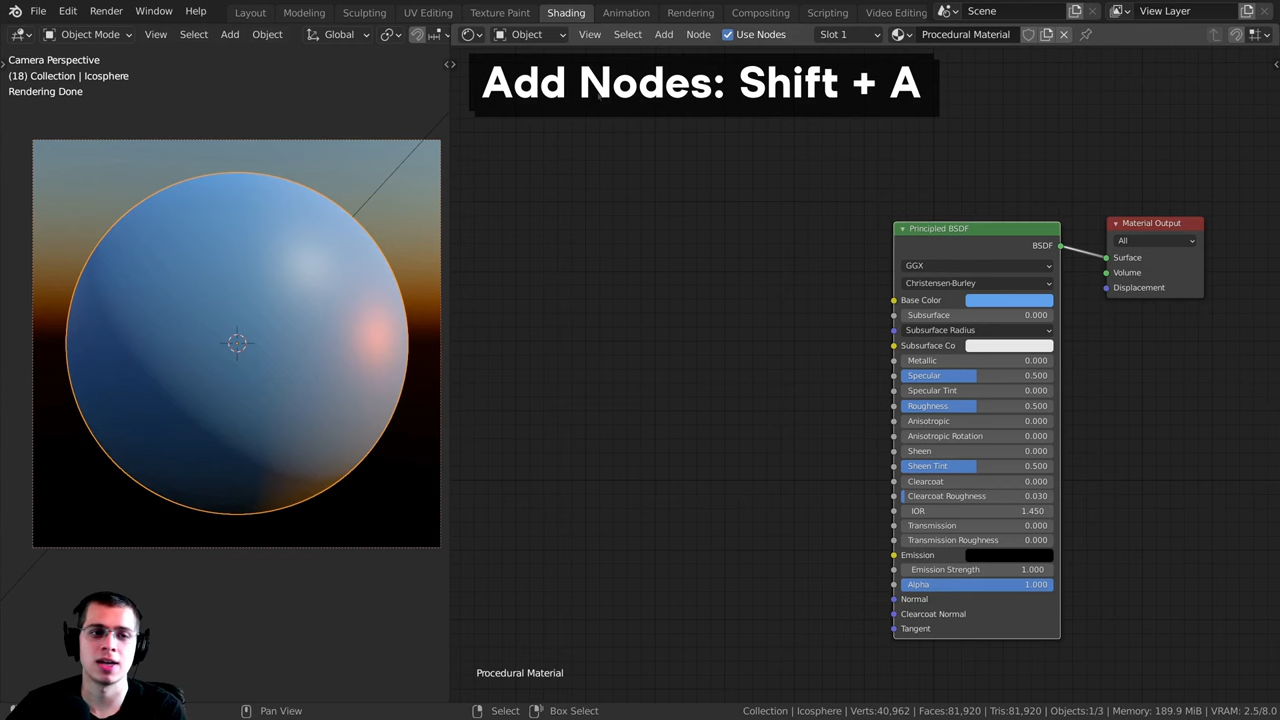 File Edit Render Window Help Layout Modeling Sculpting UV Editing Texture Paint Shading Animation Rendering Compositing Scripting Video Editing Scene View Layer
Object Mode View Select Add Object Global Object View Select Add Node Use Nodes Slot 1 Procedural Material
Camera Perspective
(18) Collection | Icosphere
Rendering Done
Add Nodes: Shift + A
Principled BSDF
BSDF
GGX
Christensen-Burley
Base Color
Subsurface 0.000
Subsurface Radius
Subsurface Co
Metallic 0.000
Specular 0.500
Specular Tint 0.000
Roughness 0.500
Anisotropic 0.000
Anisotropic Rotation 0.000
Sheen 0.000
Sheen Tint 0.500
Clearcoat 0.000
Clearcoat Roughness 0.030
IOR 1.450
Transmission 0.000
Transmission Roughness 0.000
Emission
Emission Strength 1.000
Alpha 1.000
Normal
Clearcoat Normal
Tangent
Material Output
All
Surface
Volume
Displacement
Procedural Material
Pan View Select Box Select Collection | Icosphere | Verts:40,962 | Faces:81,920 | Tris:81,920 | Objects:1/3 | Memory: 189.9 MiB | VRAM: 2.5/8.0